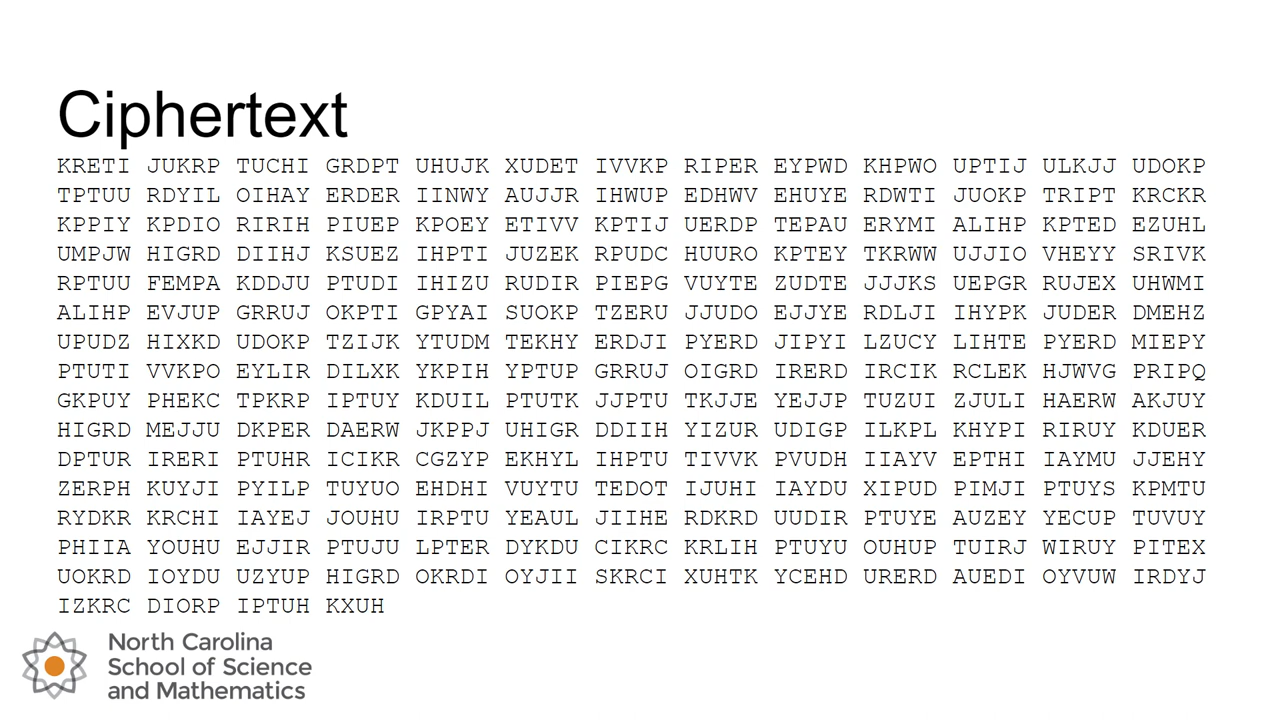 Ciphertext
KRETI JUKRP TUCHI GRDPT UHUJK XUDET IVVKP RIPER EYPWD KHPWO UPTIJ ULKJJ UDOKP
TPTUU RDYIL OIHAY ERDER IINWY AUJJR IHWUP EDHWV EHUYE RDWTI JUOKP TRIPT KRCKR
KPPIY KPDIO RIRIH PIUEP KPOEY ETIVV KPTIJ UERDP TEPAU ERYMI ALIHP KPTED EZUHL
UMPJW HIGRD DIIHJ KSUEZ IHPTI JUZEK RPUDC HUURO KPTEY TKRWW UJJIO VHEYY SRIVK
RPTUU FEMPA KDDJU PTUDI IHIZU RUDIR PIEPG VUYTE ZUDTE JJJKS UEPGR RUJEX UHWMI
ALIHP EVJUP GRRUJ OKPTI GPYAI SUOKP TZERU JJUDO EJJYE RDLJI IHYPK JUDER DMEHZ
UPUDZ HIXKD UDOKP TZIJK YTUDM TEKHY ERDJI PYERD JIPYI LZUCY LIHTE PYERD MIEPY
PTUTI VVKPO EYLIR DILXK YKPIH YPTUP GRRUJ OIGRD IRERD IRCIK RCLEK HJWVG PRIPQ
GKPUY PHEKC TPKRP IPTUY KDUIL PTUTK JJPTU TKJJE YEJJP TUZUI ZJULI HAERW AKJUY
HIGRD MEJJU DKPER DAERW JKPPJ UHIGR DDIIH YIZUR UDIGP ILKPL KHYPI RIRUY KDUER
DPTUR IRERI PTUHR ICIKR CGZYP EKHYL IHPTU TIVVK PVUDH IIAYV EPTHI IAYMU JJEHY
ZERPH KUYJI PYILP TUYUO EHDHI VUYTU TEDOT IJUHI IAYDU XIPUD PIMJI PTUYS KPMTU
RYDKR KRCHI IAYEJ JOUHU IRPTU YEAUL JIIHE RDKRD UUDIR PTUYE AUZEY YECUP TUVUY
PHIIA YOUHU EJJIR PTUJU LPTER DYKDU CIKRC KRLIH PTUYU OUHUP TUIRJ WIRUY PITEX
UOKRD IOYDU UZYUP HIGRD OKRDI OYJII SKRCI XUHTK YCEHD URERD AUEDI OYVUW IRDYJ
IZKRC DIORP IPTUH KXUH
North Carolina
School of Science
and Mathematics